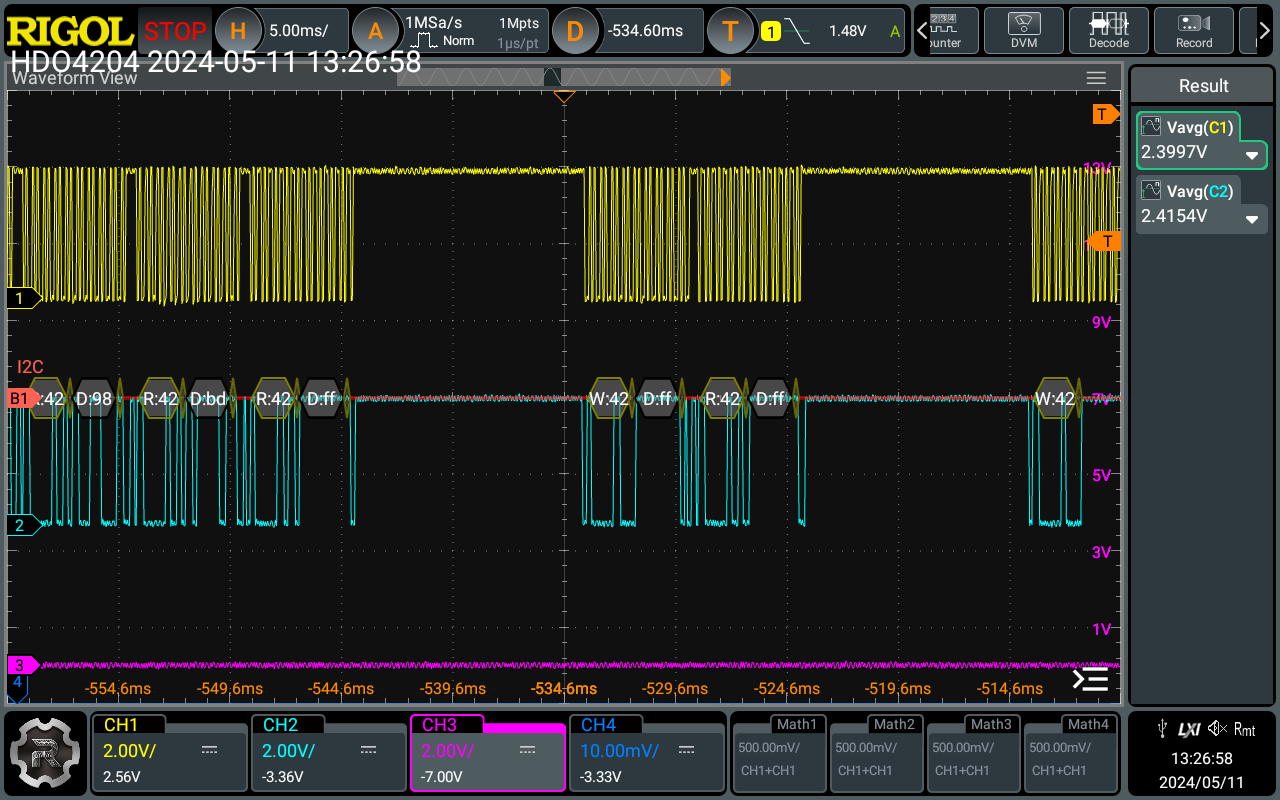 RIGOL STOP H 5.00ms/ A 1MSa/s Norm 1Mpts 1µs/pt D -534.60ms T 1 1.48V A
1234 ounter DVM Decode Record
HDO4204 2024-05-11 13:26:58
Waveform View
Result
T
Vavg(C1)
2.3997V
Vavg(C2)
2.4154V
T
1
9V
I2C
B1 :42 D:98 R:42 D:bd R:42 D:ff W:42 D:ff R:42 D:ff W:42
5V
2
3V
1V
3
4
-554.6ms -549.6ms -544.6ms -539.6ms -534.6ms -529.6ms -524.6ms -519.6ms -514.6ms
CH1 CH2 CH3 CH4 Math1 Math2 Math3 Math4
2.00V/ 2.00V/ 2.00V/ 10.00mV/ 500.00mV/ 500.00mV/ 500.00mV/ 500.00mV/
2.56V -3.36V -7.00V -3.33V CH1+CH1 CH1+CH1 CH1+CH1 CH1+CH1
R
LXI Rmt
13:26:58
2024/05/11